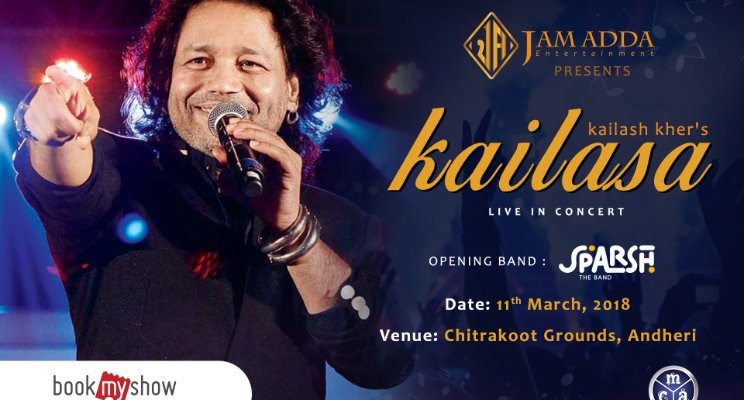 JAM ADDA
Entertainment
PRESENTS
kailash kher's
kailasa
LIVE IN CONCERT
OPENING BAND : SPARSH
THE BAND
Date: 11th March, 2018
Venue: Chitrakoot Grounds, Andheri
bookmyshow
m
c a